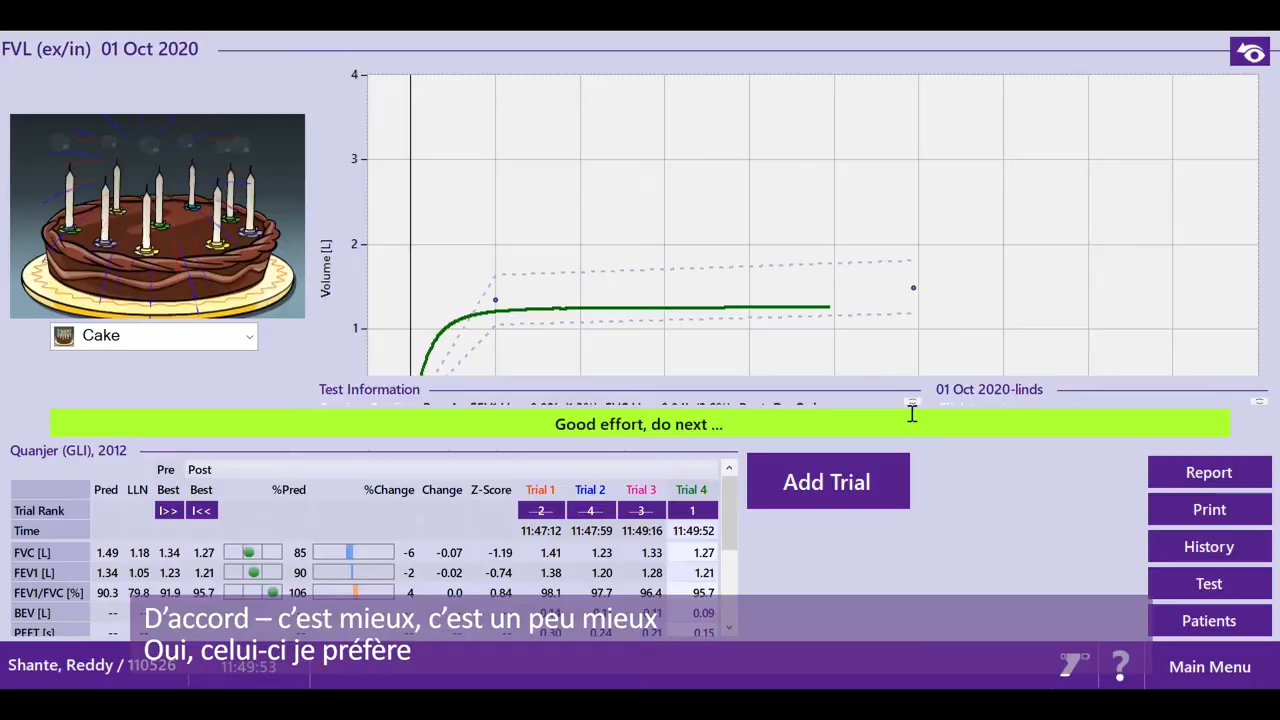 FVL (ex/in) 01 Oct 2020
4
3
2
1
Volume [L]
Cake
Test Information
01 Oct 2020-linds
Good effort, do next ...
Quanjer (GLI), 2012
Pre Post
Pred LLN Best Best %Pred %Change Change Z-Score Trial 1 Trial 2 Trial 3 Trial 4
Trial Rank I>> I<< 2 4 3 1
Time 11:47:12 11:47:59 11:49:16 11:49:52
FVC [L] 1.49 1.18 1.34 1.27 85 -6 -0.07 -1.19 1.41 1.23 1.33 1.27
FEV1 [L] 1.34 1.05 1.23 1.21 90 -2 -0.02 -0.74 1.38 1.20 1.28 1.21
FEV1/FVC [%] 90.3 79.8 91.9 95.7 106 4 0.0 0.84 98.1 97.7 96.4 95.7
BEV [L] -- -- 0.09
PEFT [s] 0.30 0.24 0.21 0.15
Add Trial
Report
Print
History
Test
Patients
D'accord – c'est mieux, c'est un peu mieux
Oui, celui-ci je préfère
Shante, Reddy / 110526 11:49:53
?
Main Menu